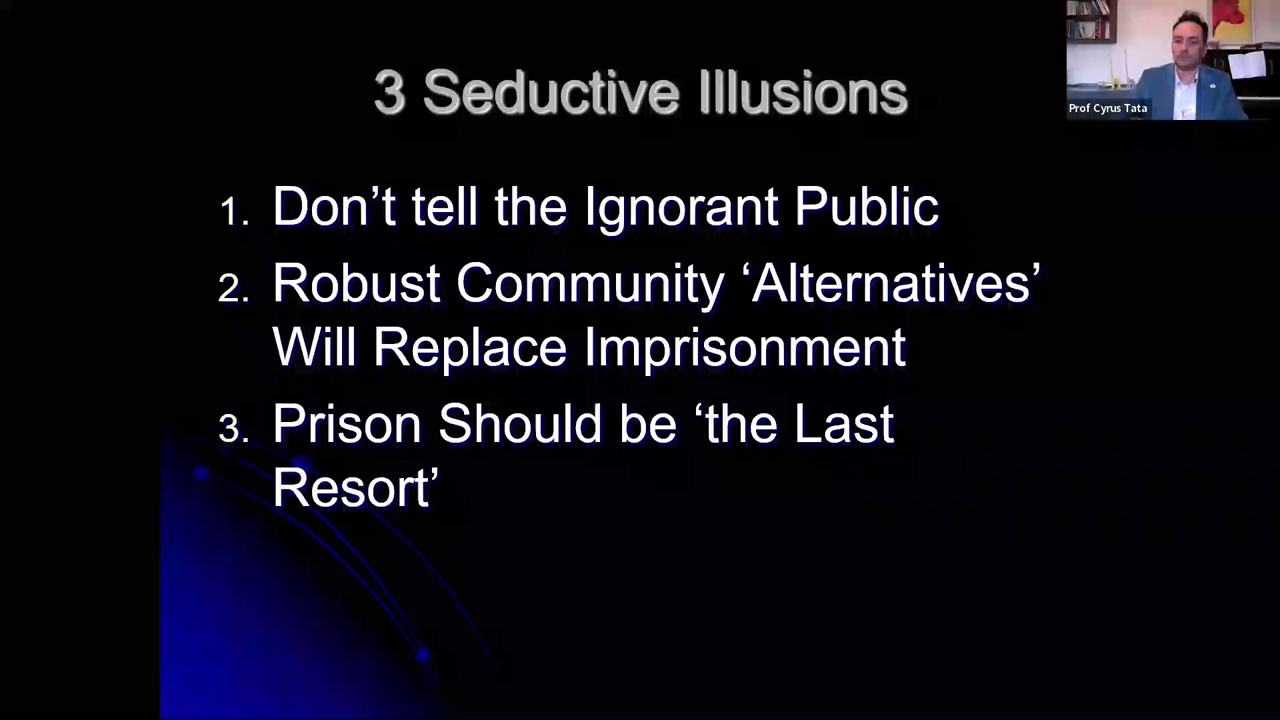 3 Seductive Illusions
Prof Cyrus Tata
1. Don’t tell the Ignorant Public
2. Robust Community ‘Alternatives’
Will Replace Imprisonment
3. Prison Should be ‘the Last
Resort’